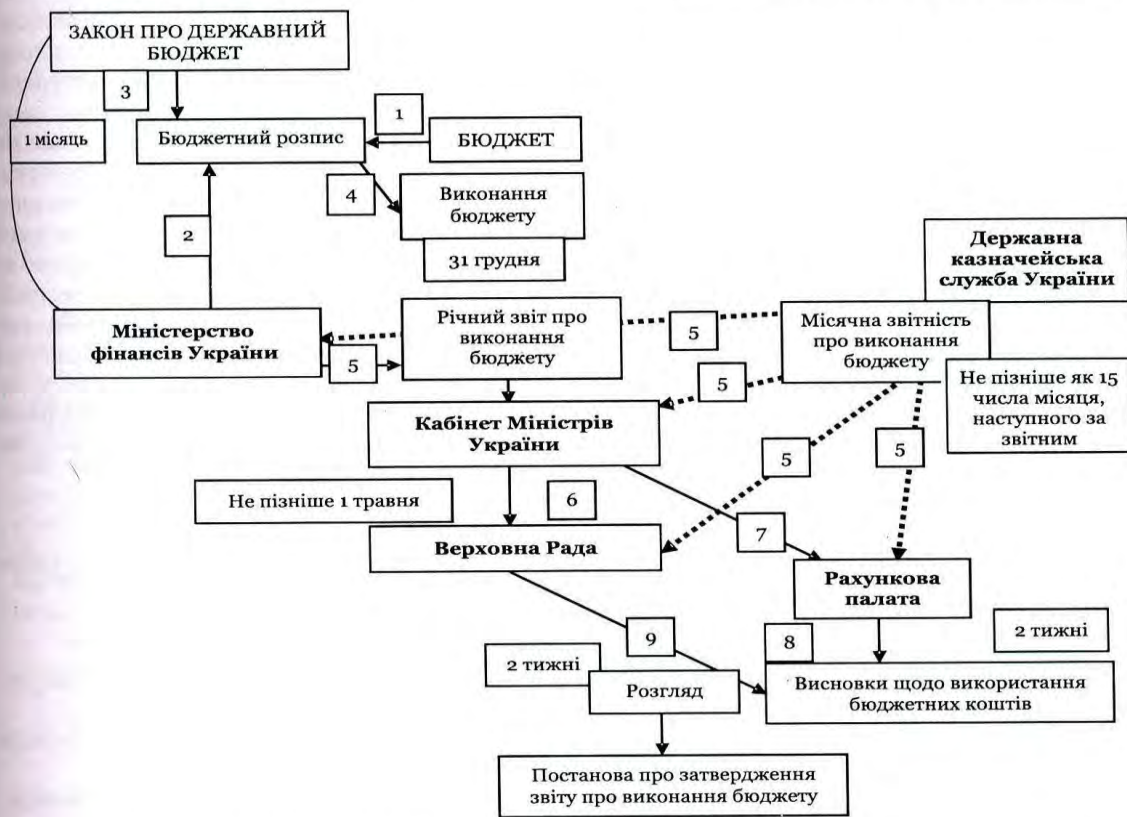 ЗАКОН ПРО ДЕРЖАВНИЙ
БЮДЖЕТ
3
1
1 місяць
Бюджетний розпис
БЮДЖЕТ
4
Виконання
бюджету
2
31 грудня
Державна
казначейська
служба України
Міністерство
фінансів України
5
Річний звіт про
виконання
бюджету
5
Місячна звітність
про виконання
бюджету
5
Не пізніше як 15
числа місяця,
наступного за
звітним
Кабінет Міністрів
України
5
5
Не пізніше 1 травня
6
7
Верховна Рада
Рахункова
палата
9
8
2 тижні
2 тижні
Розгляд
Висновки щодо використання
бюджетних коштів
Постанова про затвердження
звіту про виконання бюджету